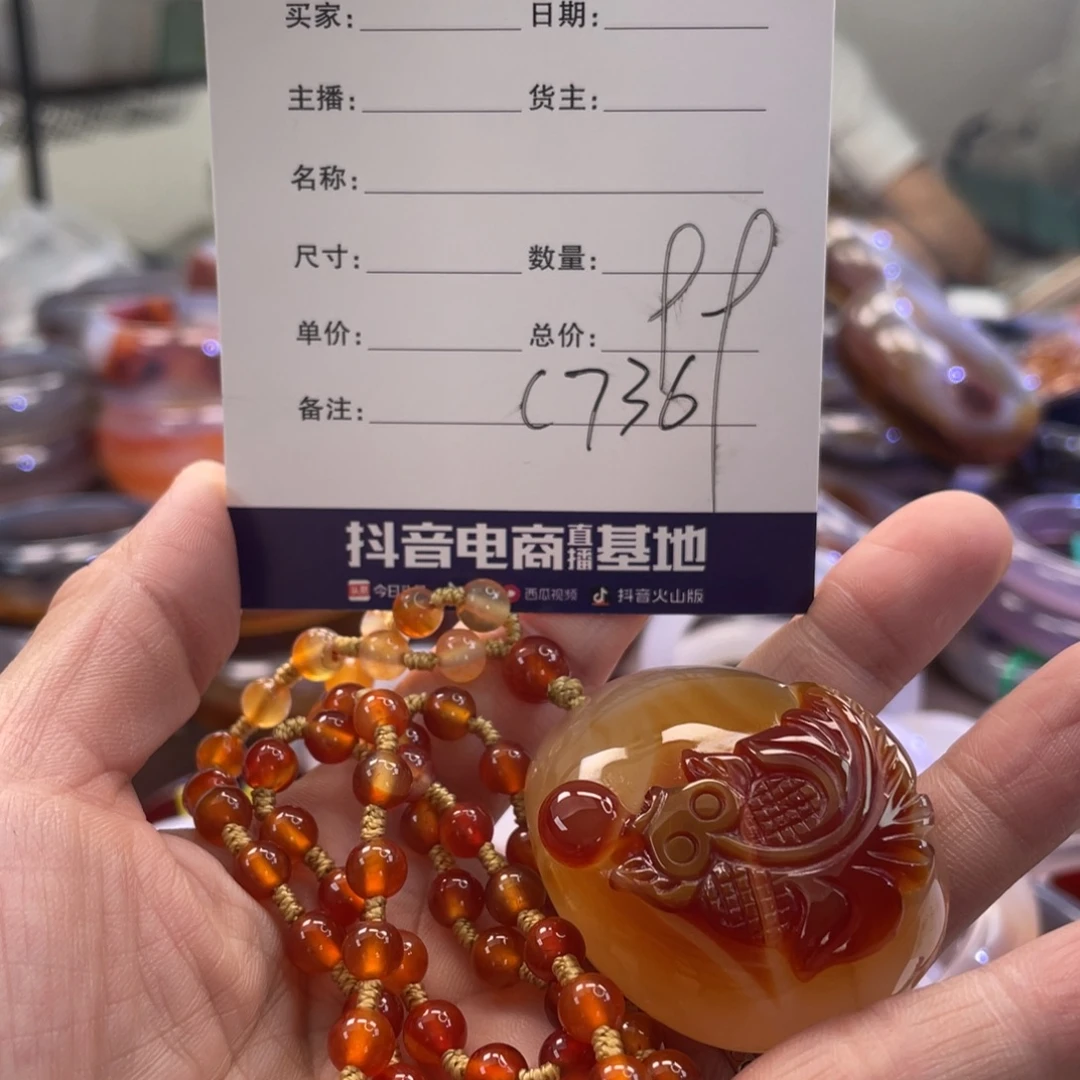 买家： 日期：
主播： 货主：
名称：
尺寸： 数量：
单价： 总价：
备注： C736
抖音电商直播基地
今日 西瓜视频 抖音火山版